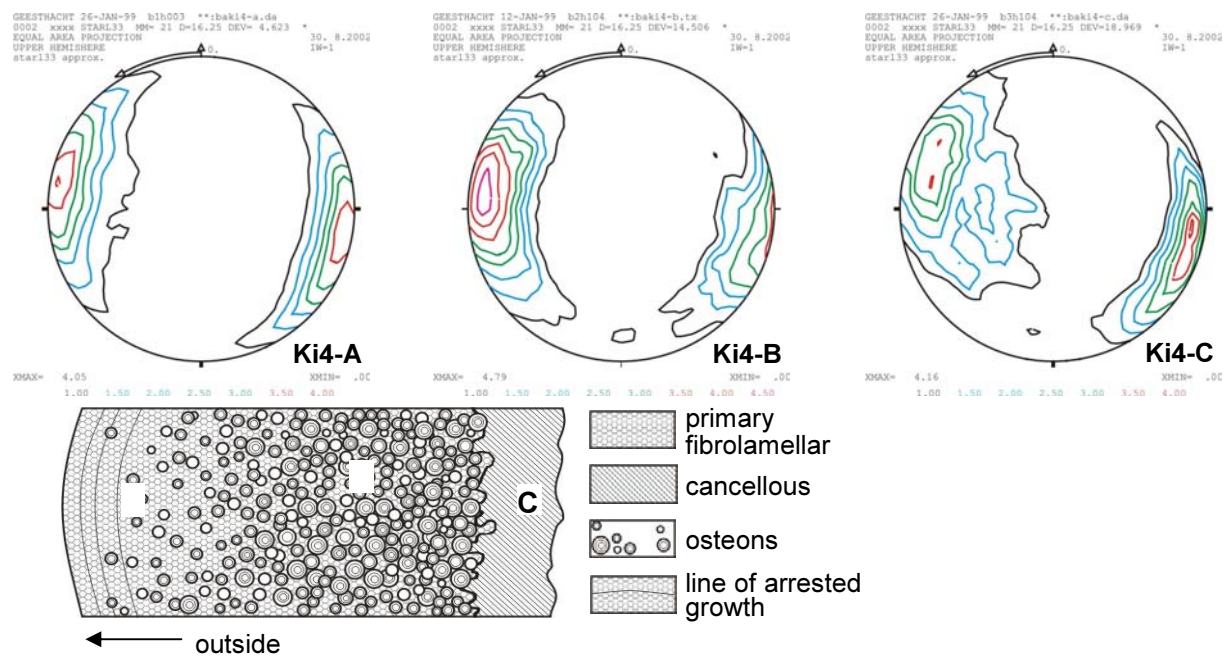 GEESTHACHT 26-JAN-99 b1h003 **:baki4-a.da
0002 xxxx STARL33 MM= 21 D=16.25 DEV= 4.623 *
EQUAL AREA PROJECTION 30. 8.2002
UPPER HEMISHERE IW=1
starl33 approx.
0.
Ki4-A
XMAX= 4.05 XMIN= .00
1.00 1.50 2.00 2.50 3.00 3.50 4.00
GEESTHACHT 12-JAN-99 b2h104 **:baki4-b.tx
0002 xxxx STARL33 MM= 21 D=16.25 DEV=14.506 *
EQUAL AREA PROJECTION 30. 8.2002
UPPER HEMISHERE IW=1
starl33 approx.
0.
Ki4-B
XMAX= 4.79 XMIN= .00
1.00 1.50 2.00 2.50 3.00 3.50 4.00 4.50
GEESTHACHT 26-JAN-99 b3h104 **:baki4-c.da
0002 xxxx STARL33 MM= 21 D=16.25 DEV=18.969 *
EQUAL AREA PROJECTION 30. 8.2002
UPPER HEMISHERE IW=1
starl33 approx.
0.
Ki4-C
XMAX= 4.16 XMIN= .00
1.00 1.50 2.00 2.50 3.00 3.50 4.00
C
primary
fibrolamellar
cancellous
osteons
line of arrested
growth
outside